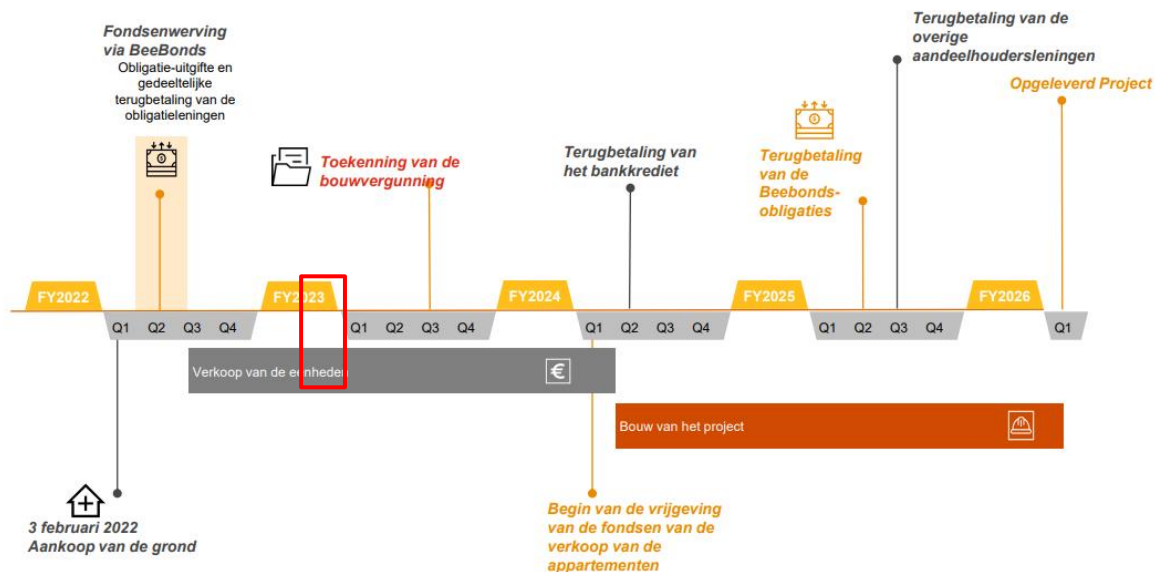 Fondsenwerving
via BeeBonds
Obligatie-uitgifte en
gedeeltelijke
terugbetaling van de
obligatieleningen
Toekenning van de
bouwvergunning
Terugbetaling van
het bankkrediet
Terugbetaling
van de
Beebonds-
obligaties
Terugbetaling van de
overige
aandeelhoudersleningen
Opgeleverd Project
FY2022
FY2023
FY2024
FY2025
FY2026
Q1 Q2 Q3 Q4
Q1 Q2 Q3 Q4
Q1 Q2 Q3 Q4
Q1 Q2 Q3 Q4
Q1
Verkoop van de eenheden
€
Bouw van het project
3 februari 2022
Aankoop van de grond
Begin van de vrijgeving
van de fondsen van de
verkoop van de
appartementen